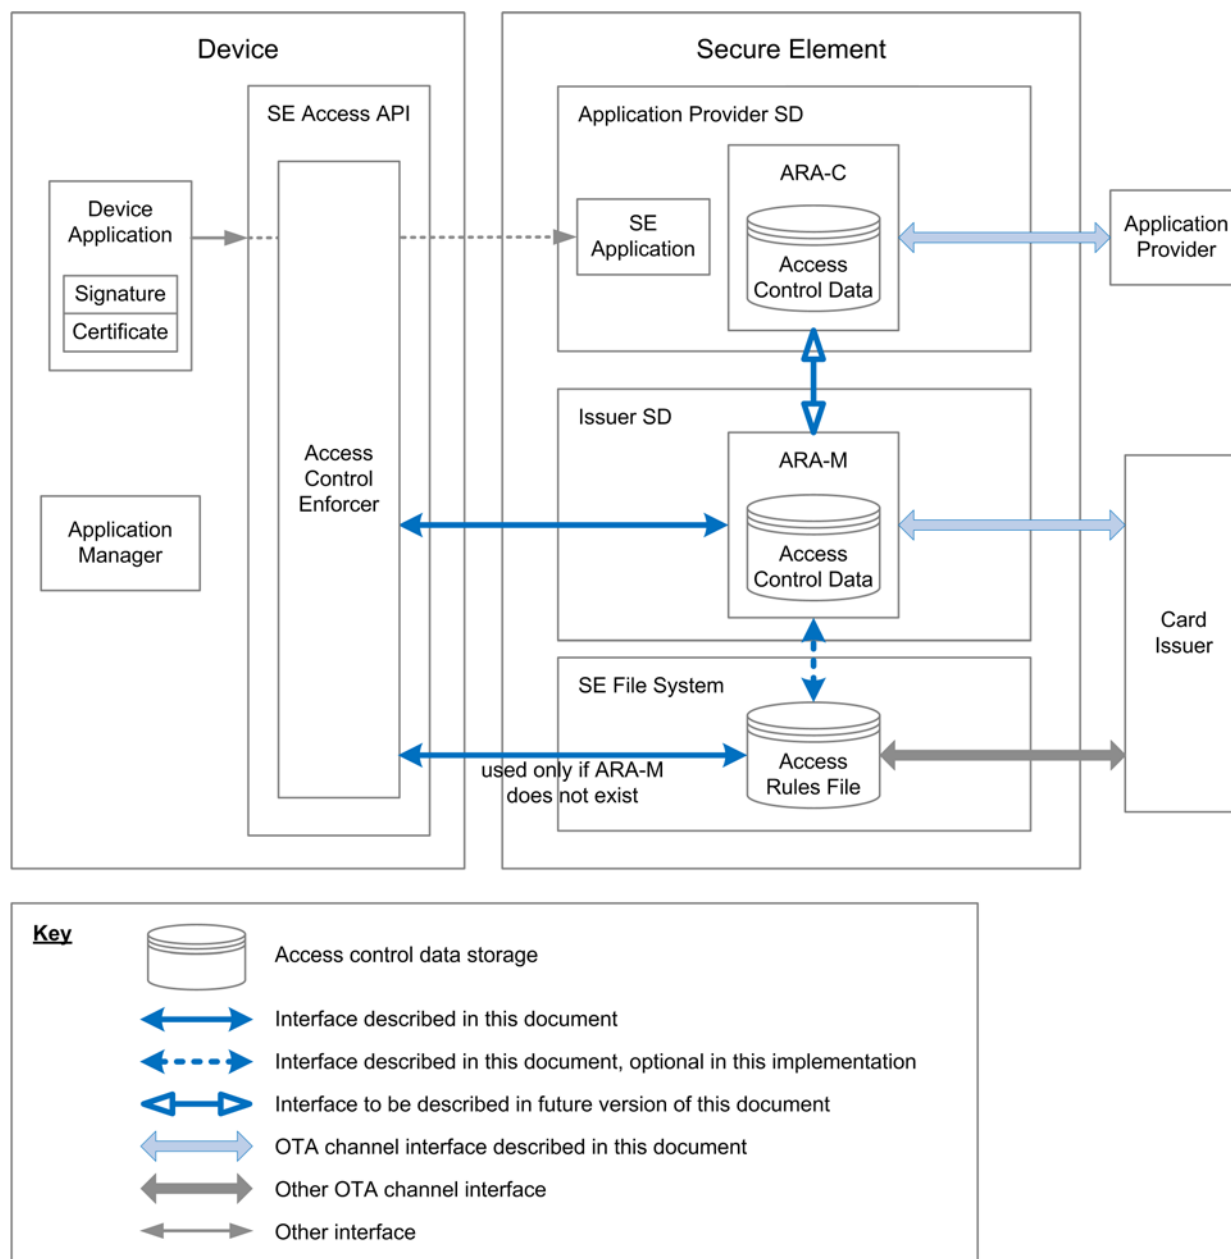 Device
Secure Element
SE Access API
Application Provider SD
ARA-C
Device
Application
SE
Application
Application
Provider
Access
Control Data
Signature
Certificate
Issuer SD
Access
Control
Enforcer
ARA-M
Application
Manager
Access
Control Data
Card
Issuer
SE File System
used only if ARA-M
does not exist
Access
Rules File
Key
Access control data storage
Interface described in this document
Interface described in this document, optional in this implementation
Interface to be described in future version of this document
OTA channel interface described in this document
Other OTA channel interface
Other interface